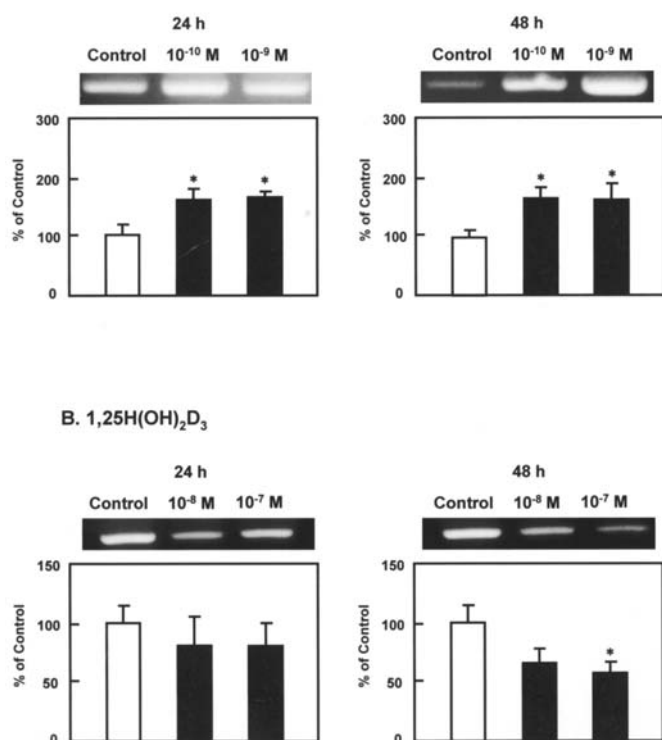 24 h
Control 10⁻¹⁰ M 10⁻⁹ M
300
200
100
0
% of Control
* *
48 h
Control 10⁻¹⁰ M 10⁻⁹ M
300
200
100
0
% of Control
* *
B. 1,25H(OH)₂D₃
24 h
Control 10⁻⁸ M 10⁻⁷ M
150
100
50
0
% of Control
48 h
Control 10⁻⁸ M 10⁻⁷ M
150
100
50
0
% of Control
*